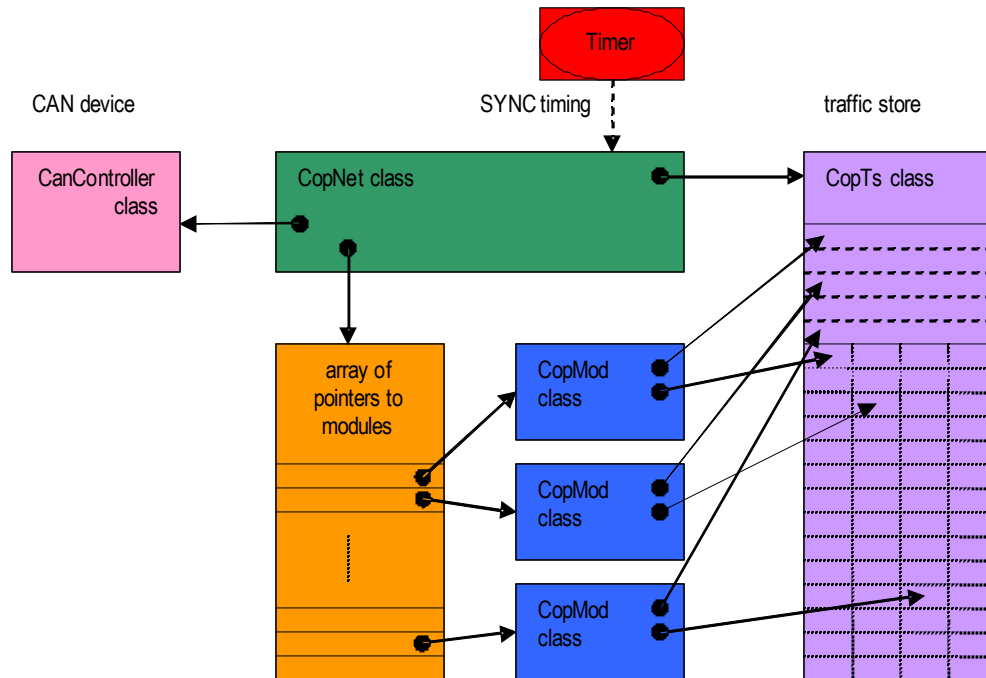 Timer
CAN device
SYNC timing
traffic store
CanController
class
CopNet class
CopTs class
array of
pointers to
modules
CopMod
class
CopMod
class
CopMod
class